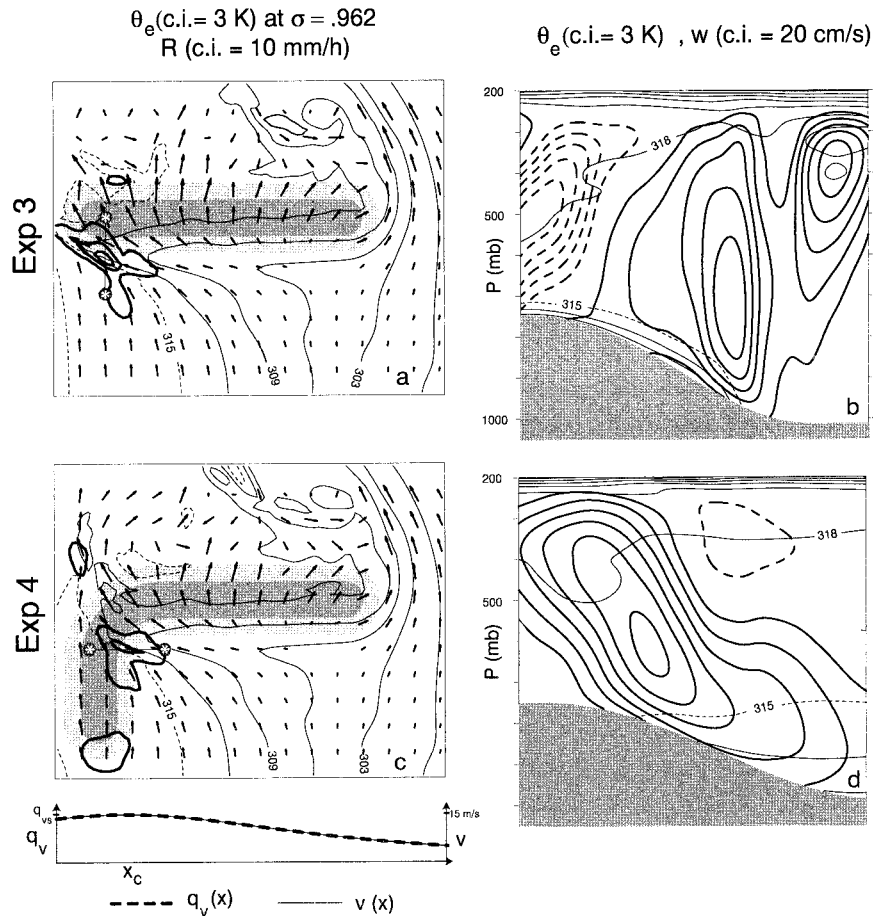 θe(c.i.= 3 K) at σ = .962
R (c.i. = 10 mm/h)
θe(c.i.= 3 K) , w (c.i. = 20 cm/s)
Exp 3
315
309
303
a
P (mb)
200
500
1000
318
315
b
Exp 4
315
309
303
c
P (mb)
200
500
318
315
d
qvs
qv
15 m/s
v
xc
qv(x)
v (x)